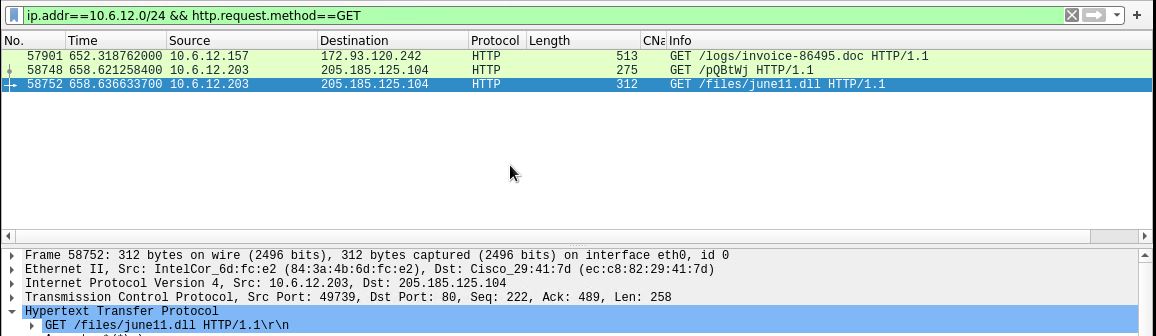 ip.addr==10.6.12.0/24 && http.request.method==GET
No. Time Source Destination Protocol Length CNa Info
57901 652.318762000 10.6.12.157 172.93.120.242 HTTP 513 GET /logs/invoice-86495.doc HTTP/1.1
58748 658.621258400 10.6.12.203 205.185.125.104 HTTP 275 GET /pQBtWj HTTP/1.1
58752 658.636633700 10.6.12.203 205.185.125.104 HTTP 312 GET /files/june11.dll HTTP/1.1
Frame 58752: 312 bytes on wire (2496 bits), 312 bytes captured (2496 bits) on interface eth0, id 0
Ethernet II, Src: IntelCor_6d:fc:e2 (84:3a:4b:6d:fc:e2), Dst: Cisco_29:41:7d (ec:c8:82:29:41:7d)
Internet Protocol Version 4, Src: 10.6.12.203, Dst: 205.185.125.104
Transmission Control Protocol, Src Port: 49739, Dst Port: 80, Seq: 222, Ack: 489, Len: 258
Hypertext Transfer Protocol
GET /files/june11.dll HTTP/1.1\r\n